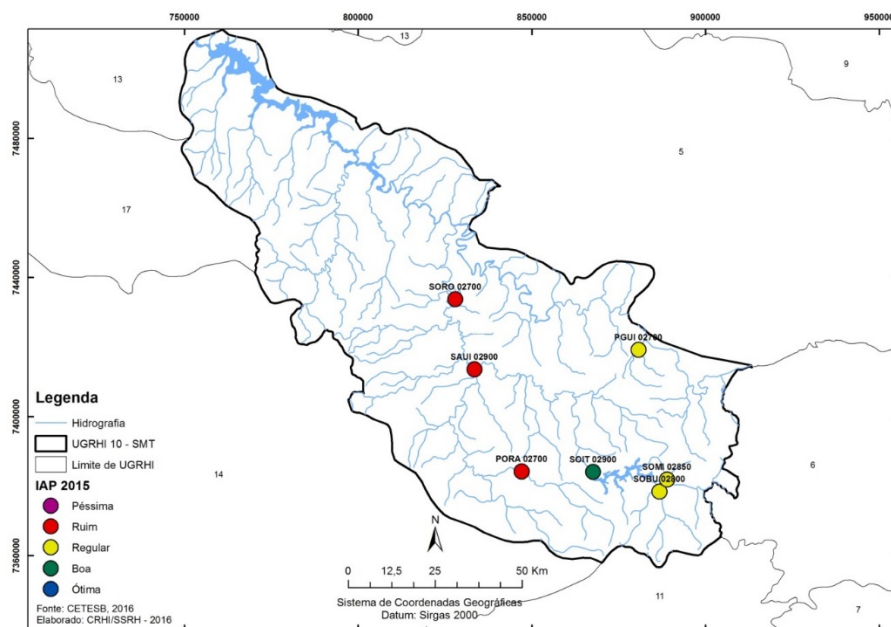 750000
800000
850000
900000
950000
13
9
13
5
7480000
17
7440000
SORO 02700
PGUI 02700
SAUI 02900
Legenda
Hidrografia
UGRHI 10 - SMT
Limite de UGRHI
7400000
PORA 02700
SOIT 02900
SOMI 02850
SOBU 02800
14
6
IAP 2015
Péssima
Ruim
Regular
Boa
Ótima
N
7360000
0 12,5 25 50 Km
11
7
Sistema de Coordenadas Geográficas
Datum: Sirgas 2000
Fonte: CETESB, 2016
Elaborado: CRHI/SSRH - 2016